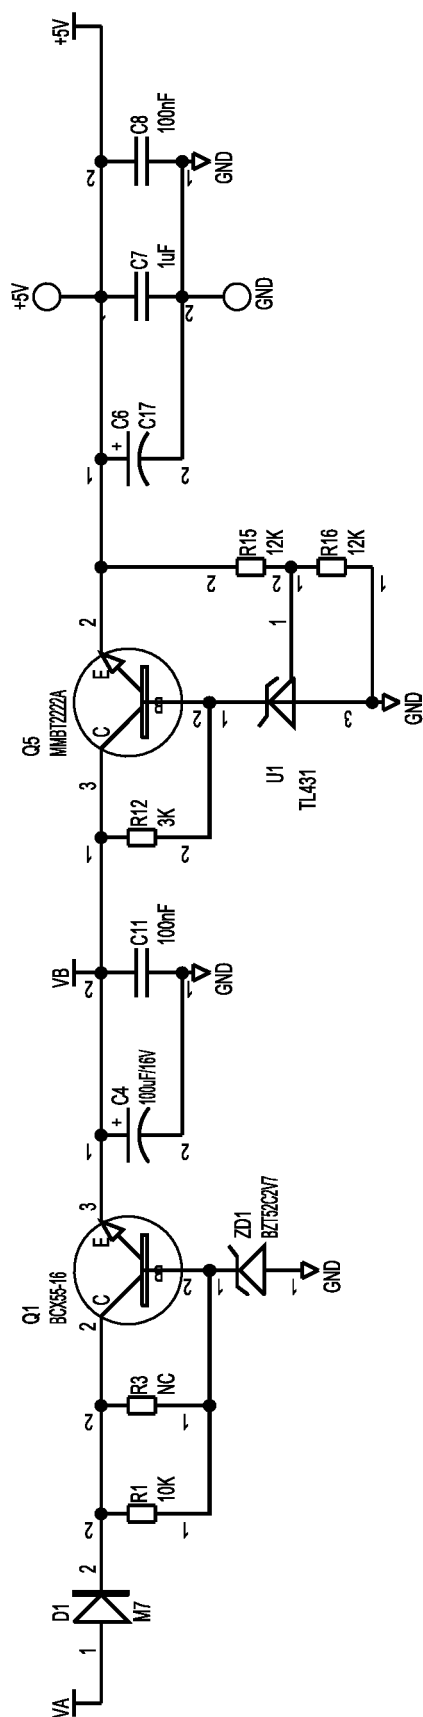 VA
1
D1
M7
2
2
R1
10K
1
2
R3
NC
1
Q1
BCX55-16
2
C
E
B
3
2
1
ZD1
BZT52C2V7
1
GND
1
+
C4
100uF/16V
2
VB
2
C11
100nF
1
GND
1
R12
3K
2
Q5
MMBT2222A
3
C
E
B
2
2
1
U1
TL431
1
3
GND
2
R15
12K
2
1
R16
12K
1
1
+
C6
C17
2
+5V
1
C7
1uF
2
GND
2
C8
100nF
1
GND
+5V